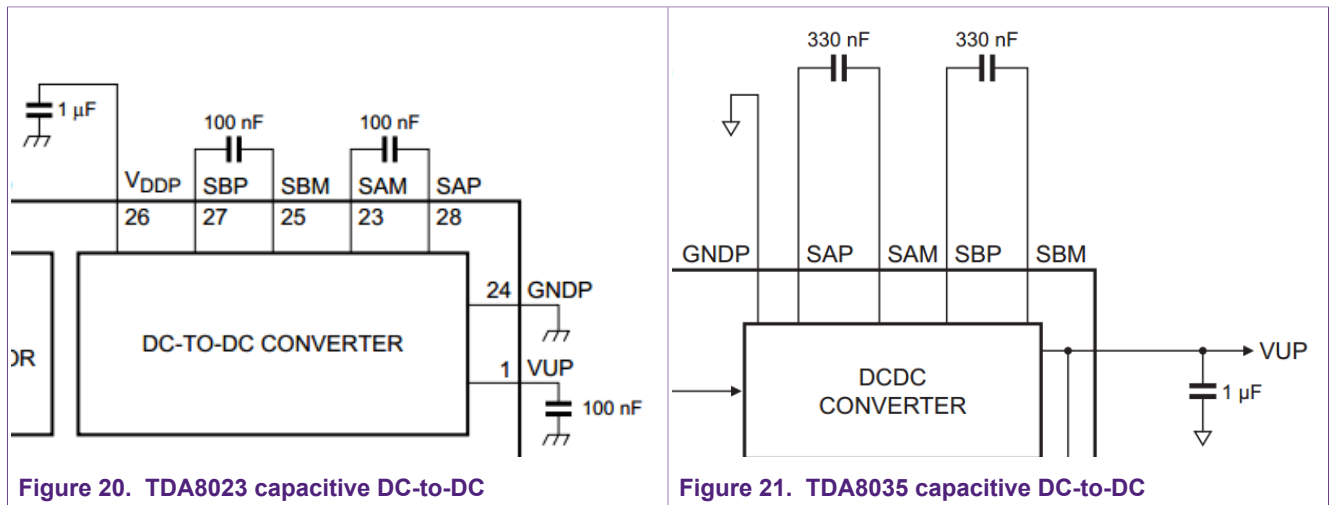 1 µF
100 nF
100 nF
VDDP
SBP
SBM
SAM
SAP
26
27
25
23
28
24
GNDP
DC-TO-DC CONVERTER
OR
1
VUP
100 nF
Figure 20. TDA8023 capacitive DC-to-DC
330 nF
330 nF
GNDP
SAP
SAM
SBP
SBM
DCDC
CONVERTER
VUP
1 µF
Figure 21. TDA8035 capacitive DC-to-DC